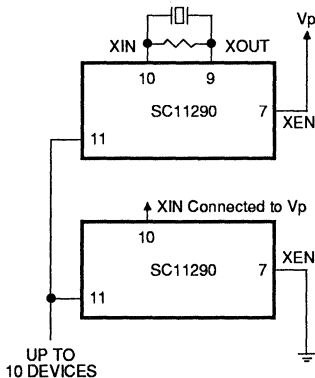 Vp
XIN XOUT
10 9
SC11290
7
XEN
11
XIN Connected to Vp
10
XEN
SC11290
7
11
UP TO
10 DEVICES